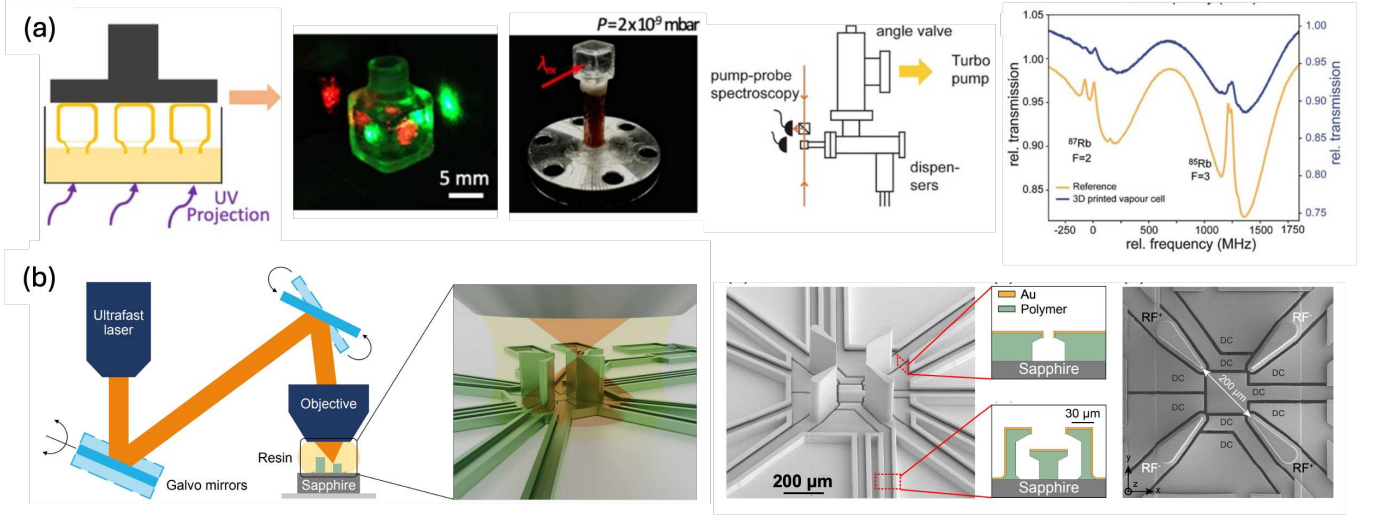 (a)
UV
Projection
5 mm
P=2x10⁹ mbar
λex
pump-probe
spectroscopy
angle valve
Turbo
pump
dispen-
sers
rel. transmission
1.05
1.00
0.95
0.90
0.85
⁸⁷Rb
F=2
⁸⁵Rb
F=3
Reference
3D printed vapour cell
-250
0
500
1000
1500
1750
rel. frequency (MHz)
1.00
0.95
0.90
0.85
0.80
0.75
rel. transmission
(b)
Ultrafast
laser
Objective
Resin
Sapphire
Galvo mirrors
200 μm
Au
Polymer
Sapphire
30 μm
Sapphire
RF⁺
RF⁻
DC
DC
DC
DC
DC
200 μm
DC
DC
DC
DC
RF⁻
RF⁺
y
z
x